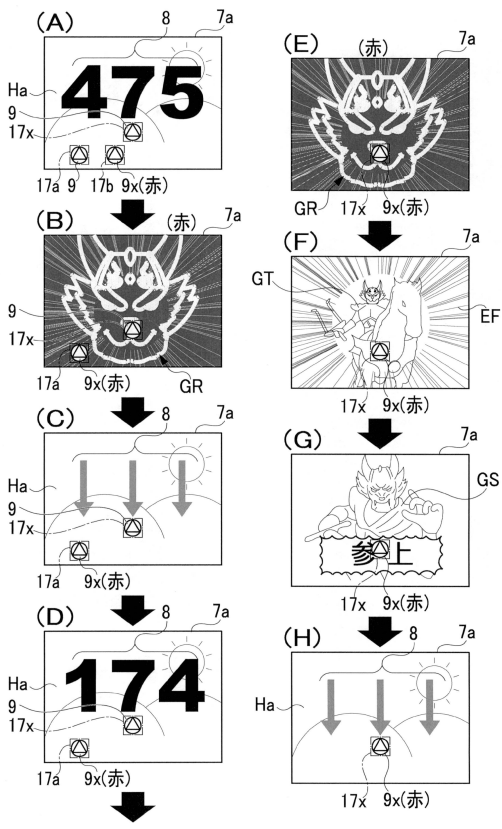 (A)
8
7a
475
Ha
9
17x
17a
9
17b
9x(赤)
(B)
(赤)
7a
9
17x
17a
9x(赤)
GR
(C)
8
7a
Ha
9
17x
17a
9x(赤)
(D)
8
7a
174
Ha
9
17x
17a
9x(赤)
(E)
(赤)
7a
GR
17x
9x(赤)
(F)
7a
GT
EF
17x
9x(赤)
(G)
7a
GS
参上
17x
9x(赤)
(H)
8
7a
Ha
17x
9x(赤)